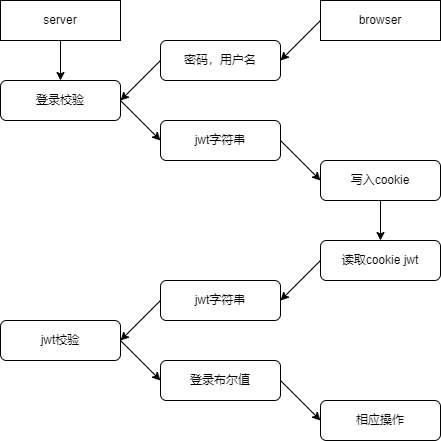 server
browser
密码，用户名
登录校验
jwt字符串
写入cookie
读取cookie jwt
jwt字符串
jwt校验
登录布尔值
相应操作